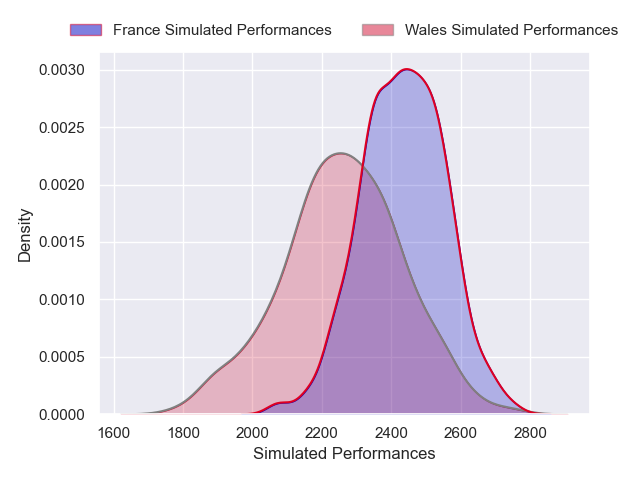 France Simulated Performances Wales Simulated Performances
0.0030
0.0025
0.0020
0.0015
0.0010
0.0005
0.0000
Density
1600 1800 2000 2200 2400 2600 2800
Simulated Performances